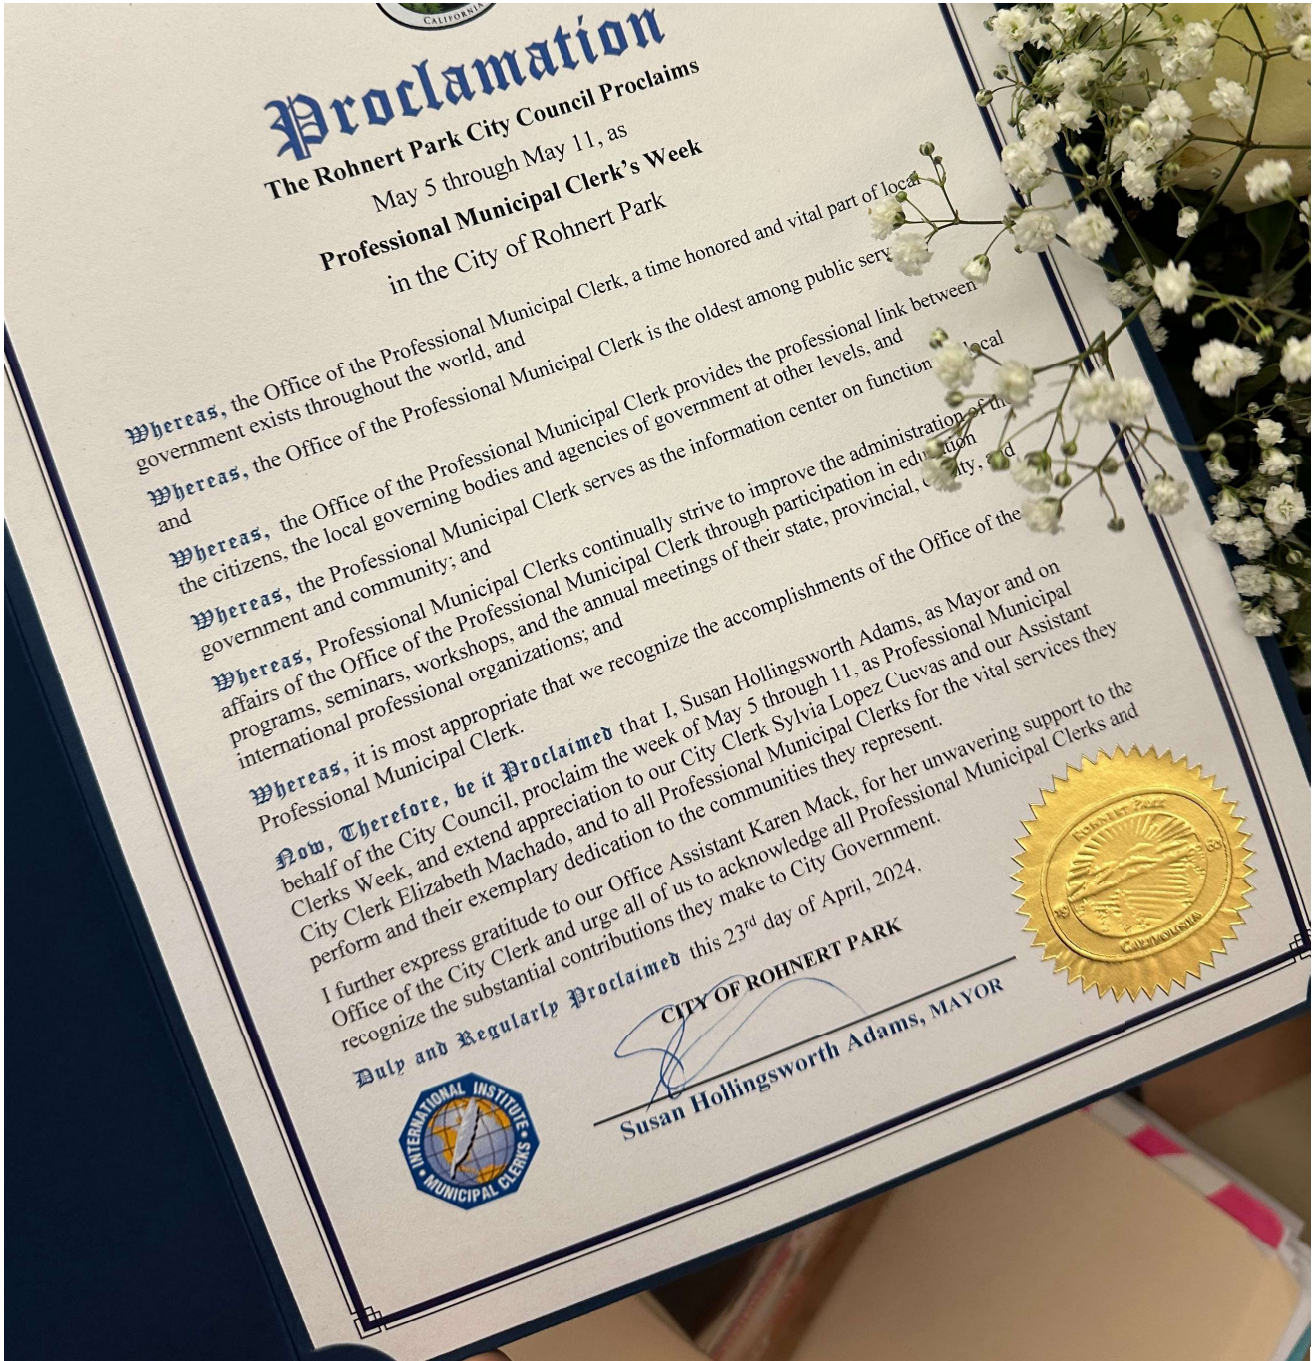 CALIFORNIA
Proclamation
The Rohnert Park City Council Proclaims
May 5 through May 11, as
Professional Municipal Clerk's Week
in the City of Rohnert Park
Whereas, the Office of the Professional Municipal Clerk, a time honored and vital part of local
government exists throughout the world, and
Whereas, the Office of the Professional Municipal Clerk is the oldest among public
and
Whereas, the Office of the Professional Municipal Clerk provides the professional link between
the citizens, the local governing bodies and agencies of government at other levels, and
Whereas, the Professional Municipal Clerk serves as the information center on function local
government and community; and
Whereas, Professional Municipal Clerks continually strive to improve the administration of the
affairs of the Office of the Professional Municipal Clerk through participation in education
programs, seminars, workshops, and the annual meetings of their state, provincial, and
international professional organizations; and
Whereas, it is most appropriate that we recognize the accomplishments of the Office of the
Professional Municipal Clerk.
Now, Therefore, be it Proclaimed that I, Susan Hollingsworth Adams, as Mayor and on
behalf of the City Council, proclaim the week of May 5 through 11, as Professional Municipal
Clerks Week, and extend appreciation to our City Clerk Sylvia Lopez Cuevas and our Assistant
City Clerk Elizabeth Machado, and to all Professional Municipal Clerks for the vital services they
perform and their exemplary dedication to the communities they represent.
I further express gratitude to our Office Assistant Karen Mack, for her unwavering support to the
Office of the City Clerk and urge all of us to acknowledge all Professional Municipal Clerks and
recognize the substantial contributions they make to City Government.
Duly and Regularly Proclaimed this 23rd day of April, 2024.
CITY OF ROHNERT PARK
Susan Hollingsworth Adams, MAYOR
ROHNERT PARK
19 62
CALIFORNIA
INTERNATIONAL INSTITUTE
MUNICIPAL CLERKS